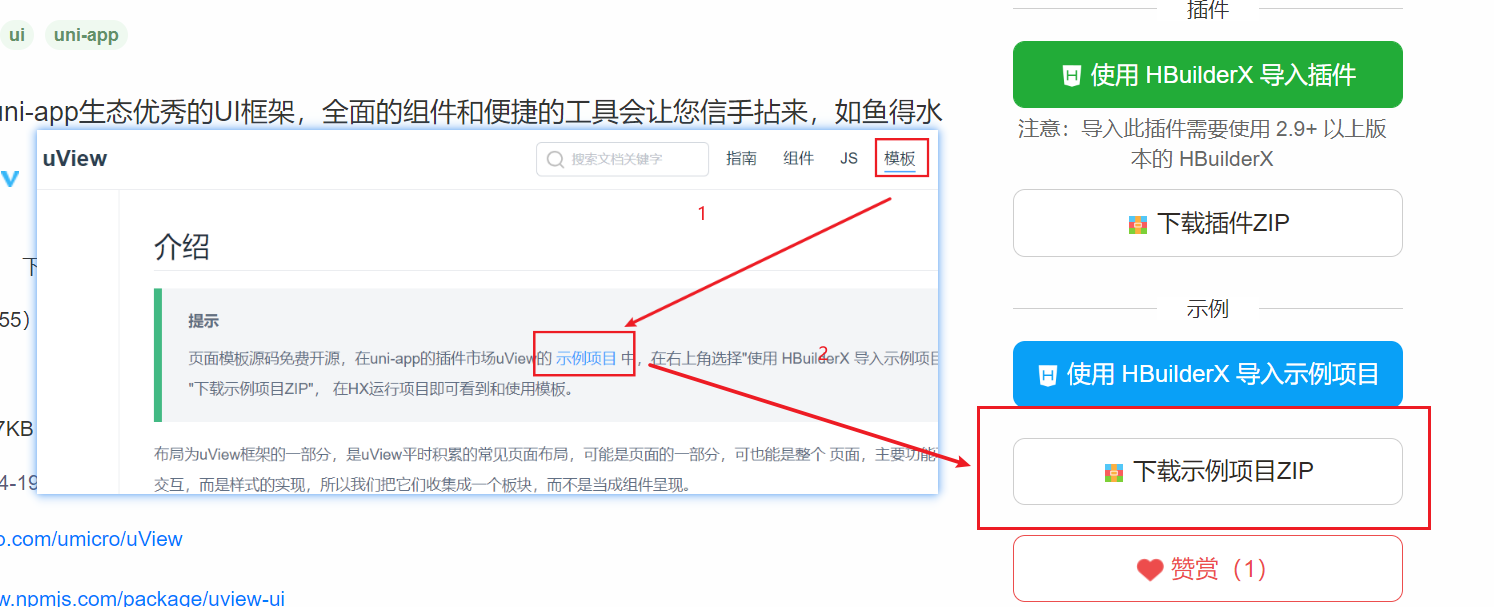 ui
uni-app
uni-app生态优秀的UI框架，全面的组件和便捷的工具会让您信手拈来，如鱼得水
uView
搜索文档关键字
指南
组件
JS
模板
1
介绍
提示
页面模板源码免费开源，在uni-app的插件市场uView的 示例项目 中，在右上角选择"使用 HBuilderX 导入示例项目
2
"下载示例项目ZIP"， 在HX运行项目即可看到和使用模板。
布局为uView框架的一部分，是uView平时积累的常见页面布局，可能是页面的一部分，可也能是整个 页面，主要功能
交互，而是样式的实现，所以我们把它们收集成一个板块，而不是当成组件呈现。
下
55)
7KB
4-19
o.com/umicro/uView
w.npmjs.com/package/uview-ui
插件
使用 HBuilderX 导入插件
注意：导入此插件需要使用 2.9+ 以上版
本的 HBuilderX
下载插件ZIP
示例
使用 HBuilderX 导入示例项目
下载示例项目ZIP
赞赏（1）